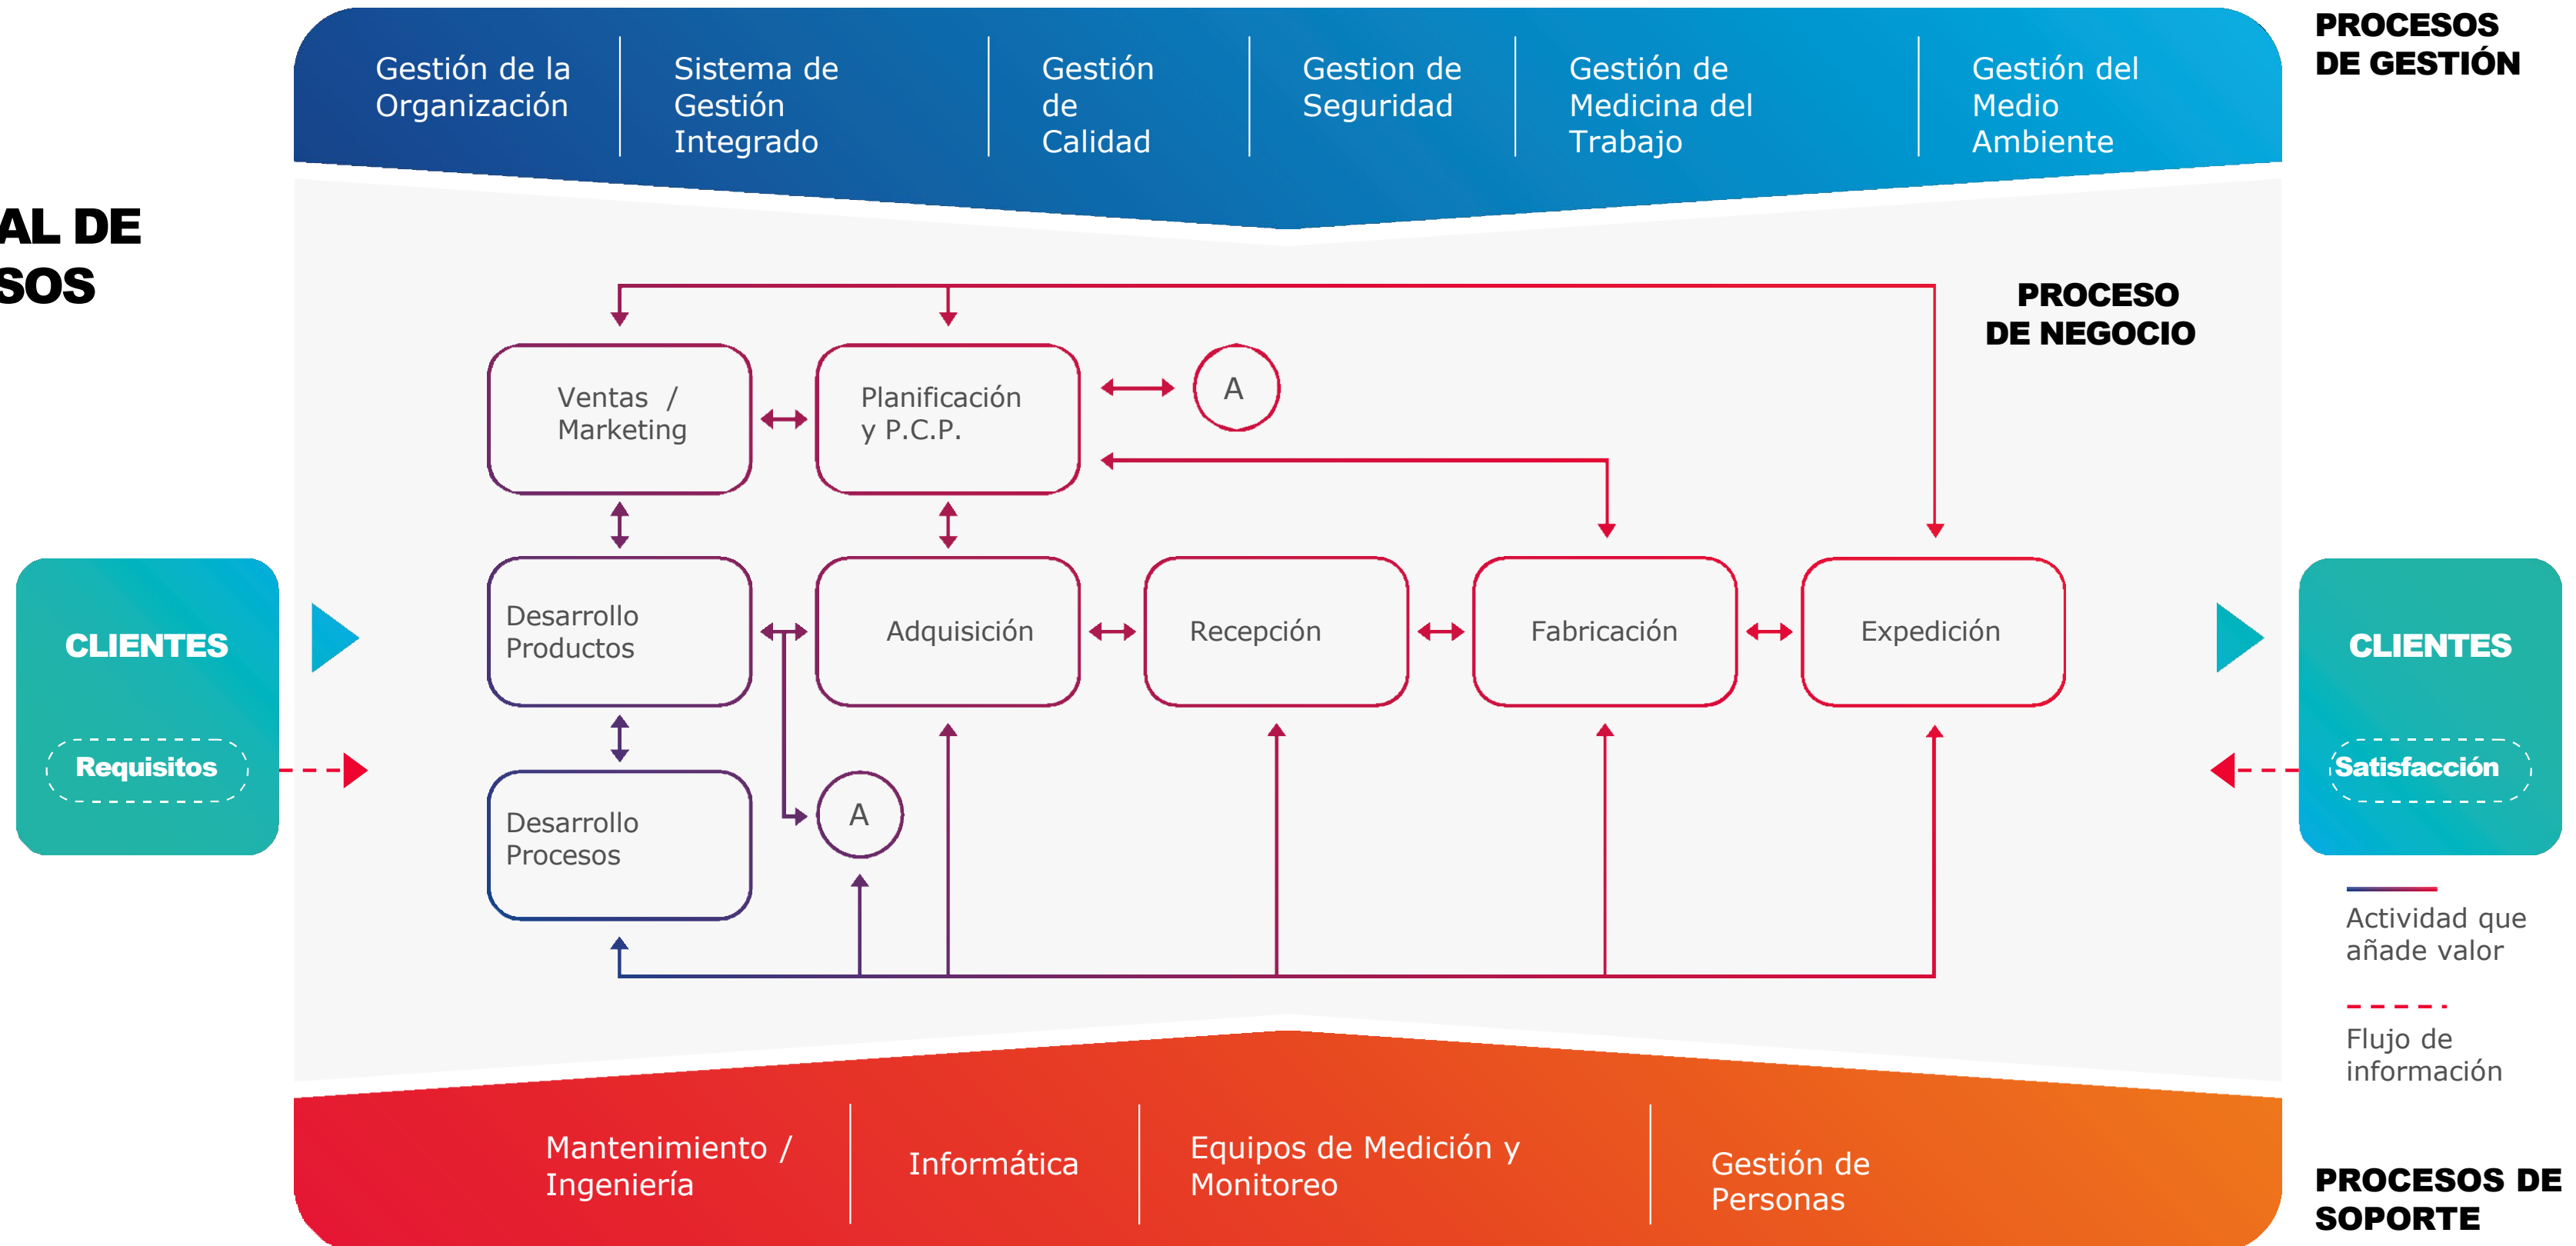 PROCESOS
DE GESTIÓN
Gestión de la
Organización
Sistema de
Gestión
Integrado
Gestión
de
Calidad
Gestion de
Seguridad
Gestión de
Medicina del
Trabajo
Gestión del
Medio
Ambiente
AL DE
SOS
PROCESO
DE NEGOCIO
Ventas /
Marketing
Planificación
y P.C.P.
A
CLIENTES
Requisitos
Desarrollo
Productos
Adquisición
Recepción
Fabricación
Expedición
CLIENTES
Satisfacción
Desarrollo
Procesos
A
Actividad que
añade valor
Flujo de
información
Mantenimiento /
Ingeniería
Informática
Equipos de Medición y
Monitoreo
Gestión de
Personas
PROCESOS DE
SOPORTE